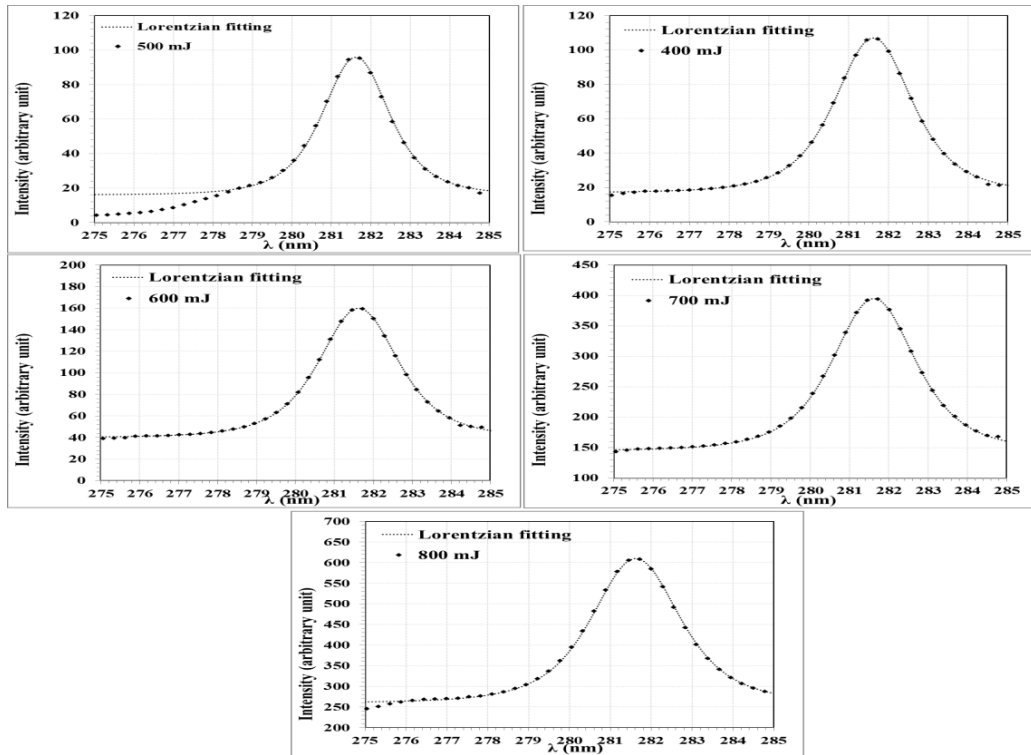 120
100
80
60
40
20
0
Intensity (arbitrary unit)
Lorentzian fitting
500 mJ
275 276 277 278 279 280 281 282 283 284 285
λ (nm)
120
100
80
60
40
20
0
Intensity (arbitrary unit)
Lorentzian fitting
400 mJ
275 276 277 278 279 280 281 282 283 284 285
λ (nm)
200
180
160
140
120
100
80
60
40
20
0
Intensity (arbitrary unit)
Lorentzian fitting
600 mJ
275 276 277 278 279 280 281 282 283 284 285
λ (nm)
450
400
350
300
250
200
150
100
Intensity (arbitrary unit)
Lorentzian fitting
700 mJ
275 276 277 278 279 280 281 282 283 284 285
λ (nm)
700
650
600
550
500
450
400
350
300
250
200
Intensity (arbitrary unit)
Lorentzian fitting
800 mJ
275 276 277 278 279 280 281 282 283 284 285
λ (nm)